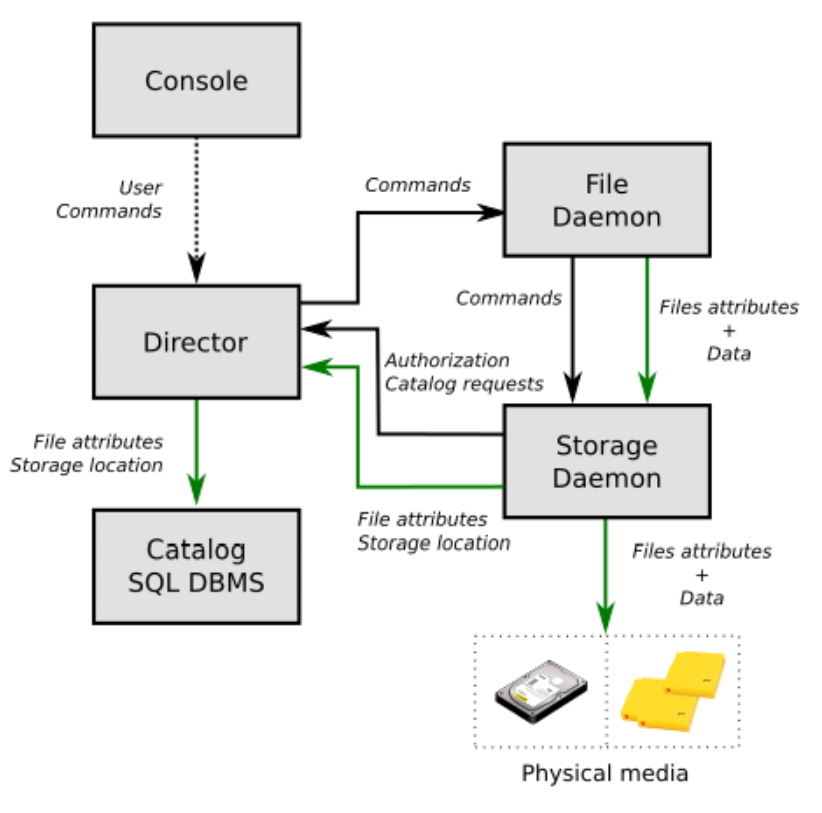 Console
User
Commands
Commands
File
Daemon
Director
Commands
Files attributes
+
Data
Authorization
Catalog requests
File attributes
Storage location
Storage
Daemon
Catalog
SQL DBMS
File attributes
Storage location
Files attributes
+
Data
Physical media